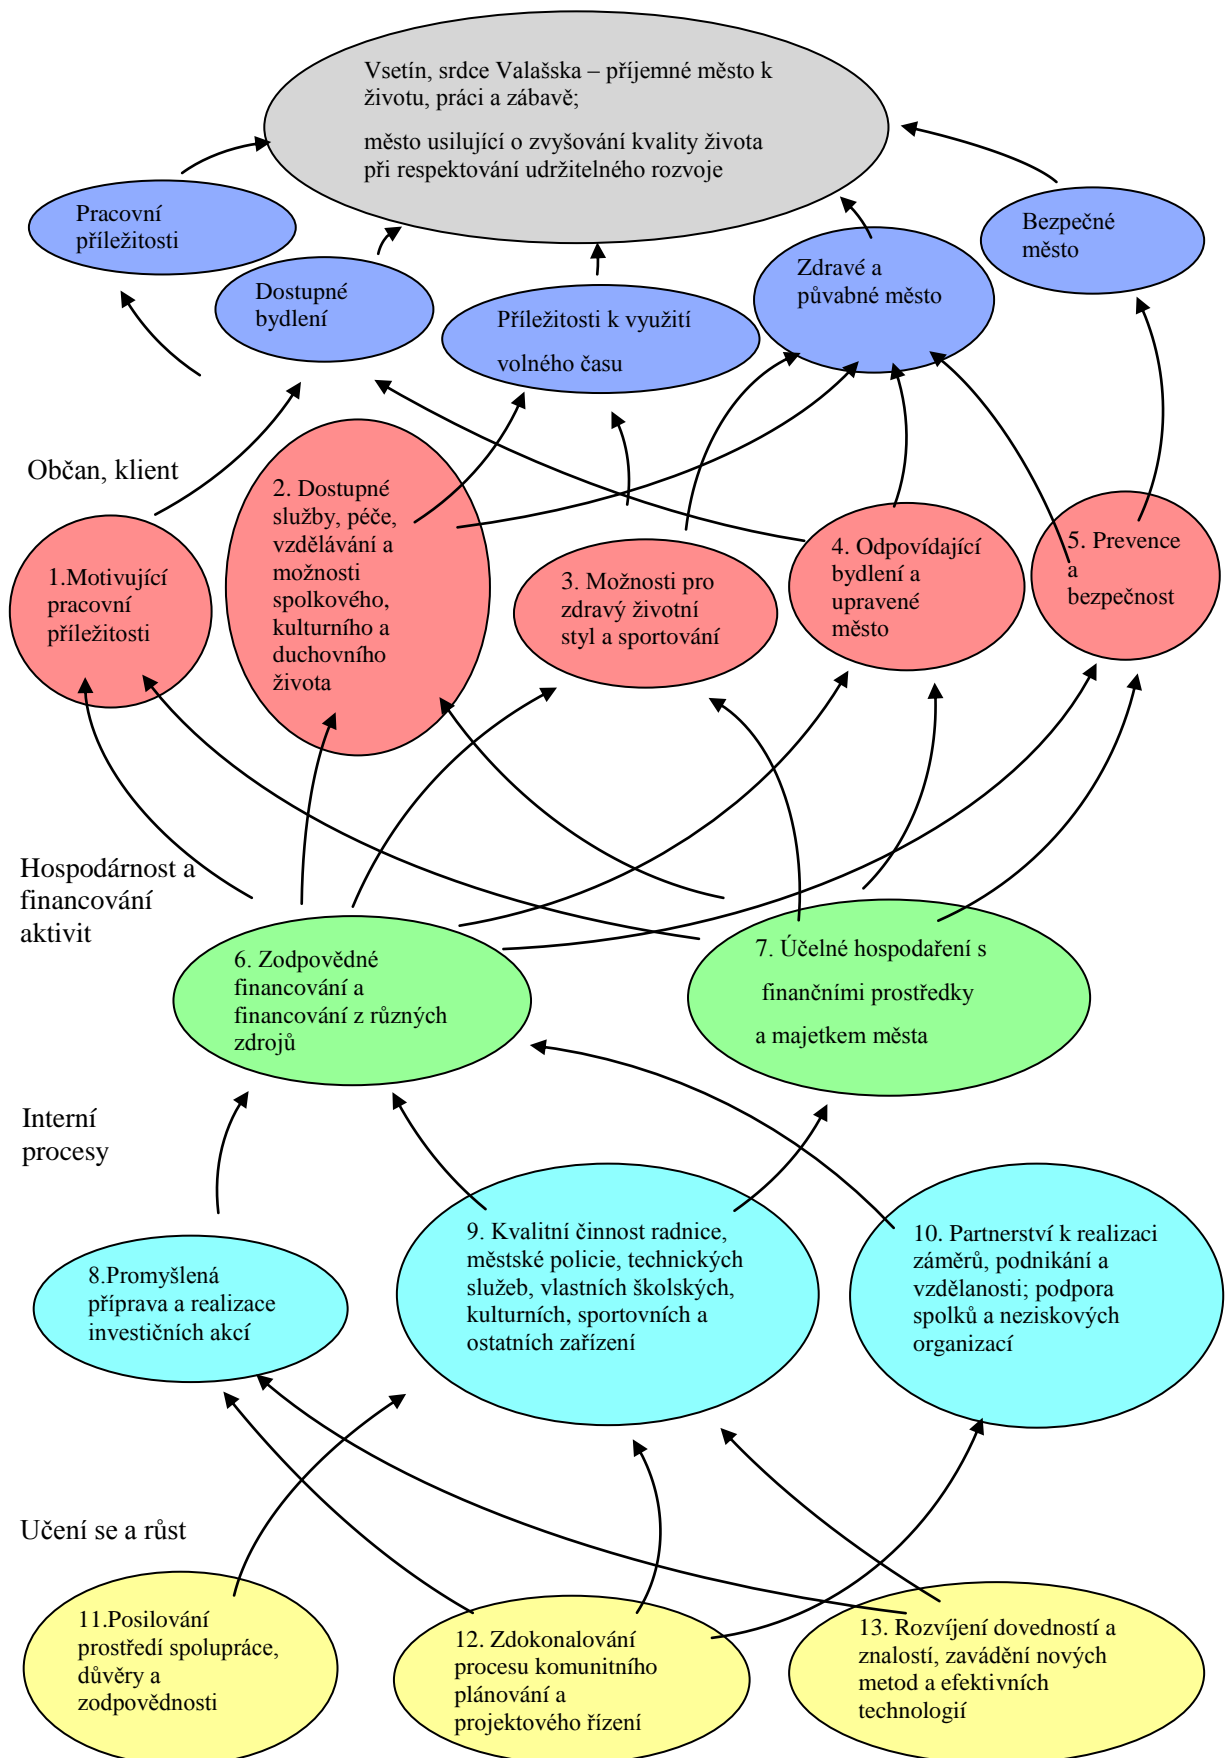 Vsetín, srdce Valašska – příjemné město k
životu, práci a zábavě;
město usilující o zvyšování kvality života
při respektování udržitelného rozvoje
Pracovní
příležitosti
Bezpečné
město
Dostupné
bydlení
Zdravé a
půvabné město
Příležitosti k využití
volného času
Občan, klient
1.Motivující
pracovní
příležitosti
2. Dostupné
služby, péče,
vzdělávání a
možnosti
spolkového,
kulturního a
duchovního
života
3. Možnosti pro
zdravý životní
styl a sportování
4. Odpovídající
bydlení a
upravené
město
5. Prevence
a
bezpečnost
Hospodárnost a
financování
aktivit
6. Zodpovědné
financování a
financování z různých
zdrojů
7. Účelné hospodaření s
finančními prostředky
a majetkem města
Interní
procesy
8.Promyšlená
příprava a realizace
investičních akcí
9. Kvalitní činnost radnice,
městské policie, technických
služeb, vlastních školských,
kulturních, sportovních a
ostatních zařízení
10. Partnerství k realizaci
záměrů, podnikání a
vzdělanosti; podpora
spolků a neziskových
organizací
Učení se a růst
11.Posilování
prostředí spolupráce,
důvěry a
zodpovědnosti
12. Zdokonalování
procesu komunitního
plánování a
projektového řízení
13. Rozvíjení dovedností a
znalostí, zavádění nových
metod a efektivních
technologií